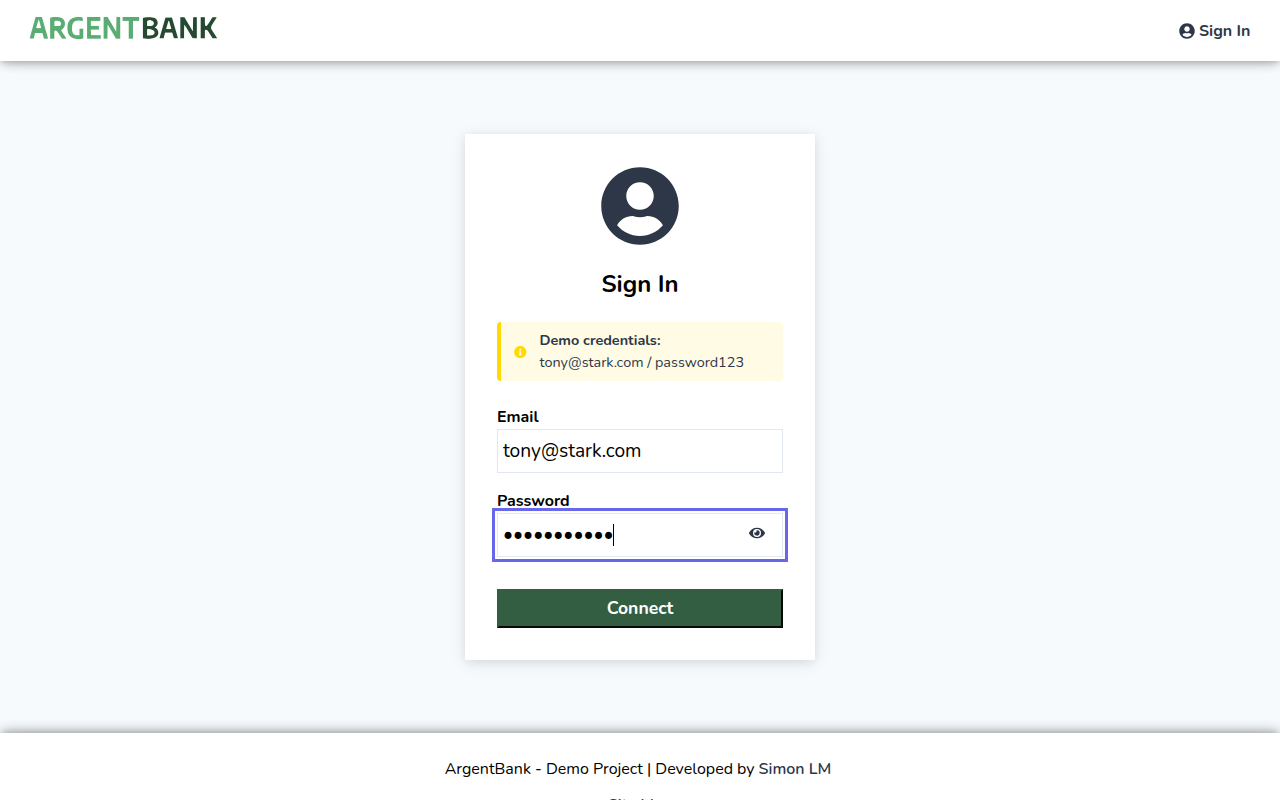 ARGENTBANK
Sign In
Sign In
Demo credentials:
tony@stark.com / password123
Email
tony@stark.com
Password
•••••••••••
Connect
ArgentBank - Demo Project | Developed by Simon LM